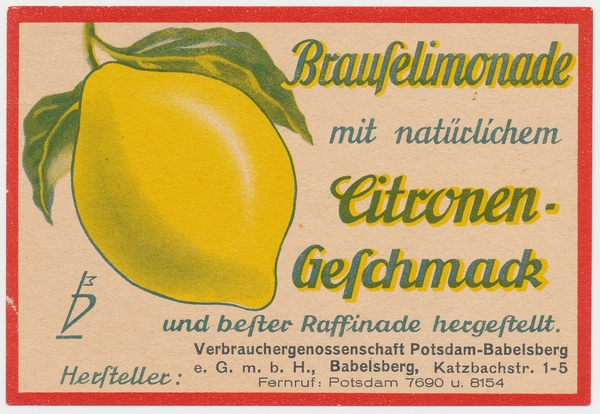 Brauſelimonade
mit natürlichem
Citronen-
Geſchmack
und beſter Raffinade hergeſtellt.
Verbrauchergenossenschaft Potsdam-Babelsberg
Herſteller: e. G. m. b. H., Babelsberg, Katzbachstr. 1-5
Fernruf: Potsdam 7690 u. 8154